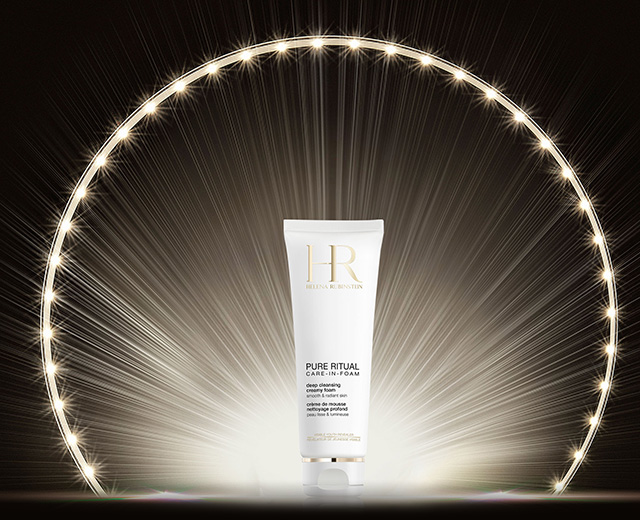 HR
HELENA RUBINSTEIN
PURE RITUAL
CARE-IN-FOAM
deep cleansing
creamy foam
smooth & radiant skin
crème de mousse
nettoyage profond
peau lisse & lumineuse